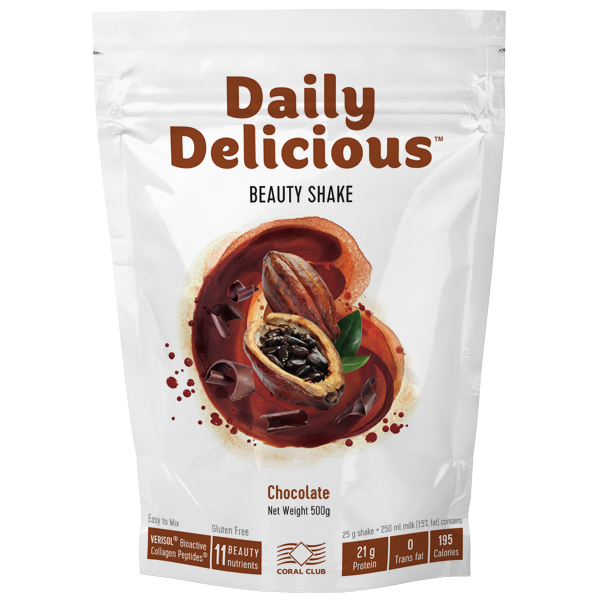 Daily
Delicious™
BEAUTY SHAKE
Chocolate
Net Weight 500g
Easy to Mix
VERISOL® Bioactive
Collagen Peptides®
Gluten Free
11 BEAUTY
nutrients
CORAL CLUB
25 g shake + 250 ml milk (1.5% fat) contains
21 g
Protein
0
Trans fat
195
Calories